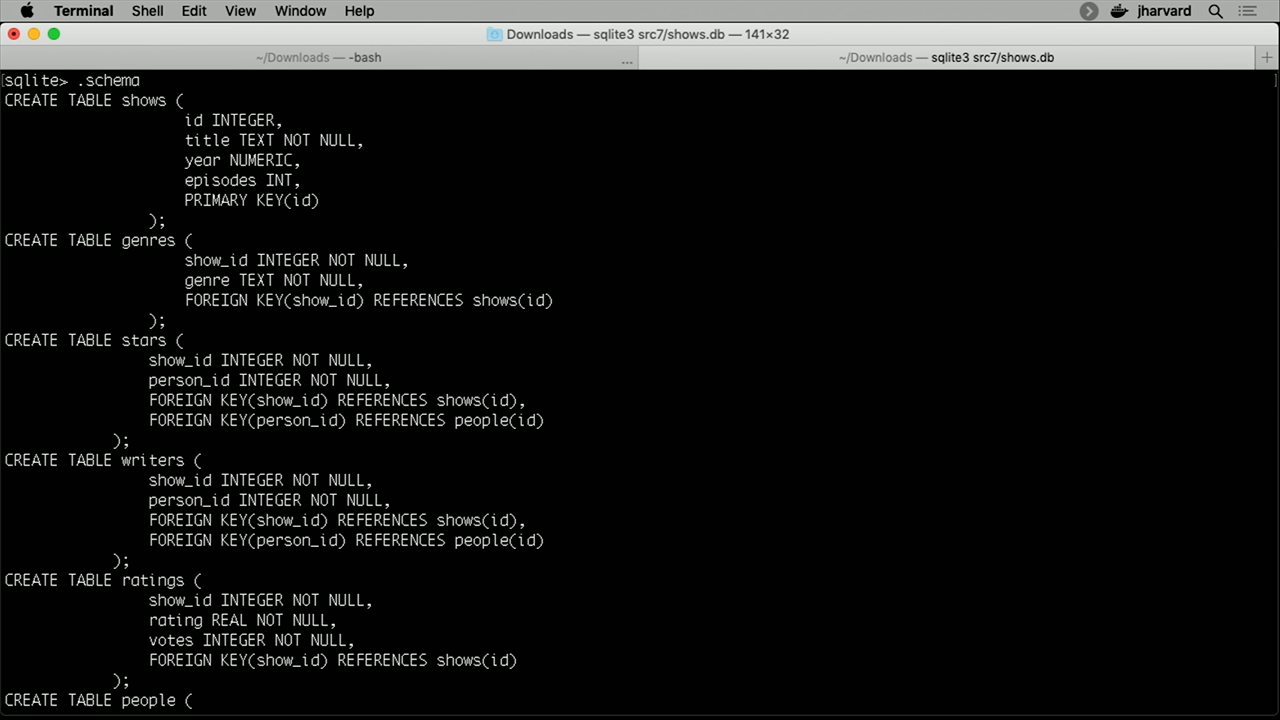 Terminal Shell Edit View Window Help jharvard
Downloads — sqlite3 src7/shows.db — 141×32
~/Downloads — -bash ... ~/Downloads — sqlite3 src7/shows.db +
[sqlite> .schema ]
CREATE TABLE shows (
id INTEGER,
title TEXT NOT NULL,
year NUMERIC,
episodes INT,
PRIMARY KEY(id)
);
CREATE TABLE genres (
show_id INTEGER NOT NULL,
genre TEXT NOT NULL,
FOREIGN KEY(show_id) REFERENCES shows(id)
);
CREATE TABLE stars (
show_id INTEGER NOT NULL,
person_id INTEGER NOT NULL,
FOREIGN KEY(show_id) REFERENCES shows(id),
FOREIGN KEY(person_id) REFERENCES people(id)
);
CREATE TABLE writers (
show_id INTEGER NOT NULL,
person_id INTEGER NOT NULL,
FOREIGN KEY(show_id) REFERENCES shows(id),
FOREIGN KEY(person_id) REFERENCES people(id)
);
CREATE TABLE ratings (
show_id INTEGER NOT NULL,
rating REAL NOT NULL,
votes INTEGER NOT NULL,
FOREIGN KEY(show_id) REFERENCES shows(id)
);
CREATE TABLE people (